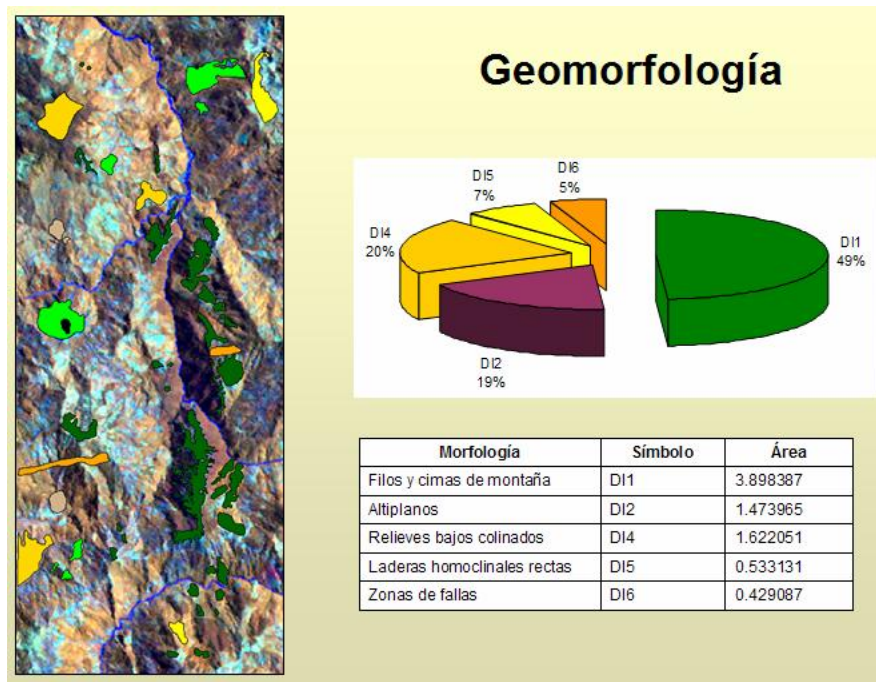 Geomorfología
DI5
7%
DI6
5%
DI4
20%
DI1
49%
DI2
19%
Morfología Símbolo Área
Filos y cimas de montaña DI1 3.898387
Altiplanos DI2 1.473965
Relieves bajos colinados DI4 1.622051
Laderas homoclinales rectas DI5 0.533131
Zonas de fallas DI6 0.429087